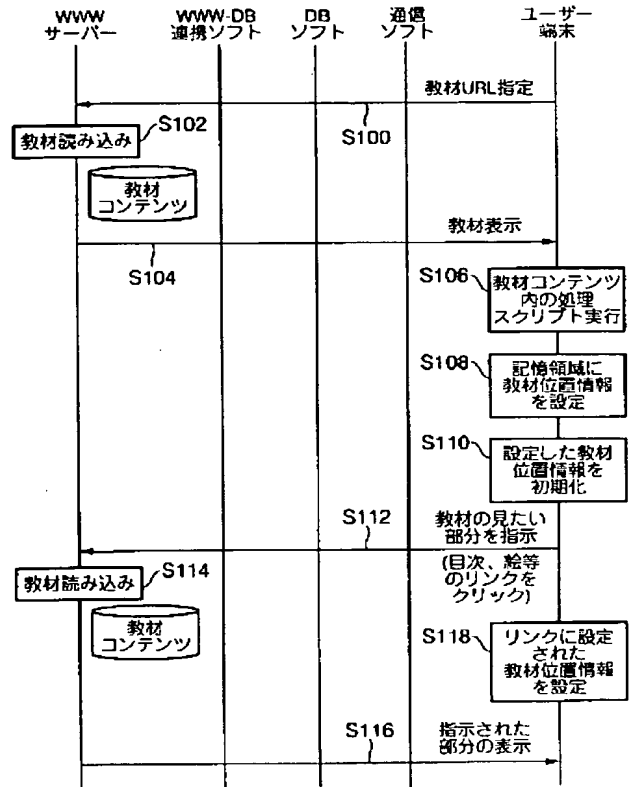 WWW
サーバー
WWW-DB
連携ソフト
DB
ソフト
通信
ソフト
ユーザー
端末
教材URL指定
S100
S102
教材読み込み
教材
コンテンツ
教材表示
S104
S106
教材コンテンツ
内の処理
スクリプト実行
S108
記憶領域に
教材位置情報
を設定
S110
設定した教材
位置情報を
初期化
S112
教材の見たい
部分を指示
(目次、絵等
のリンクを
クリック)
教材読み込み
S114
教材
コンテンツ
S118
リンクに設定
された
教材位置情報
を設定
S116
指示された
部分の表示